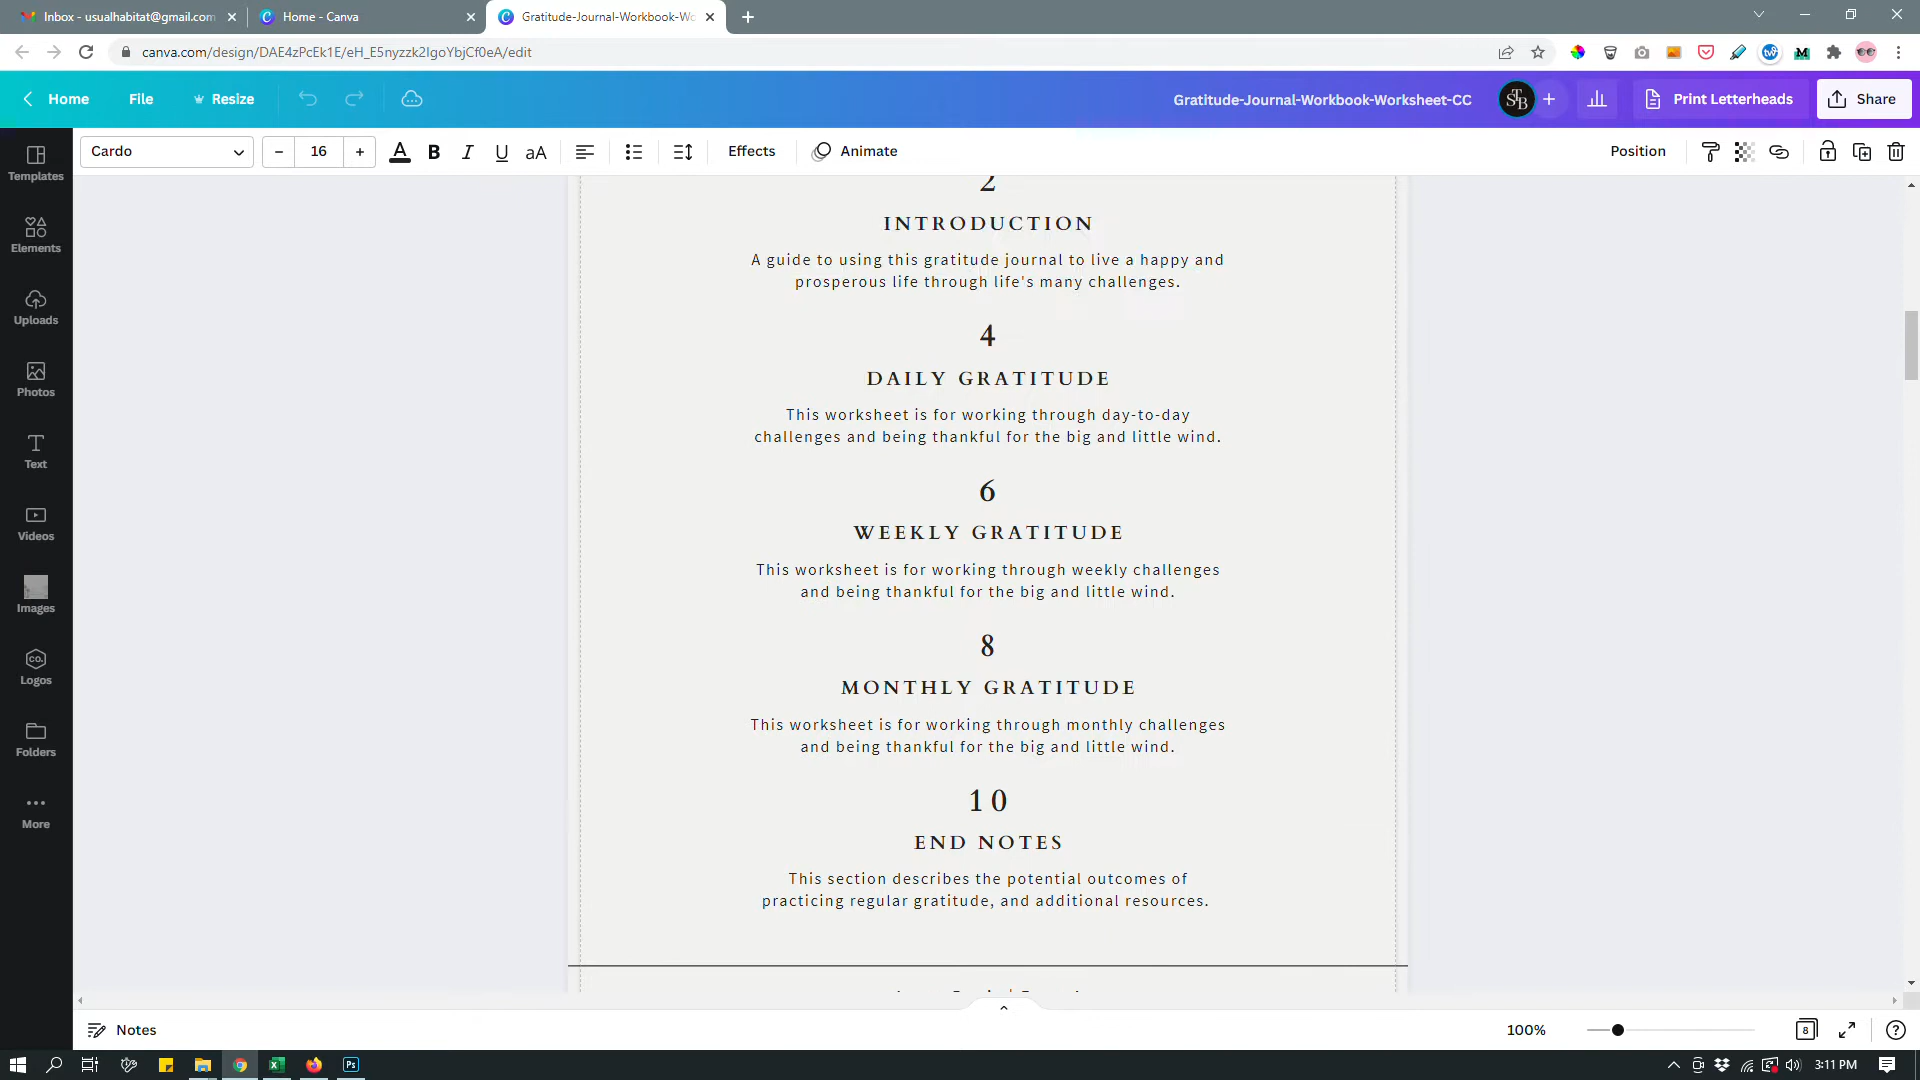 Inbox - usualhabitat@gmail.com
Home - Canva
Gratitude-Journal-Workbook-Wo
canva.com/design/DAE4zPcEk1E/eH_E5nyzzk2IgoYbjCf0eA/edit
Home
File
Resize
Gratitude-Journal-Workbook-Worksheet-CC
STB
Print Letterheads
Share
Cardo
16
A
B
I
U
aA
Effects
Animate
Position
Templates
Elements
Uploads
Photos
Text
Videos
Images
CO.
Logos
Folders
More
2
INTRODUCTION
A guide to using this gratitude journal to live a happy and
prosperous life through life's many challenges.
4
DAILY GRATITUDE
This worksheet is for working through day-to-day
challenges and being thankful for the big and little wind.
6
WEEKLY GRATITUDE
This worksheet is for working through weekly challenges
and being thankful for the big and little wind.
8
MONTHLY GRATITUDE
This worksheet is for working through monthly challenges
and being thankful for the big and little wind.
10
END NOTES
This section describes the potential outcomes of
practicing regular gratitude, and additional resources.
Notes
100%
8
?
Ps
3:11 PM